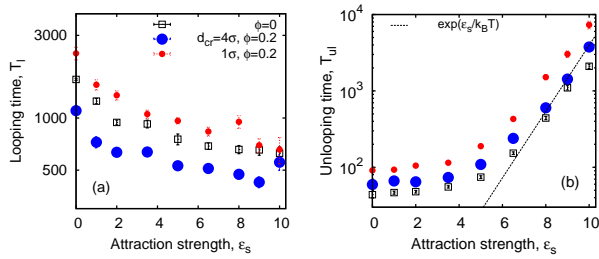 3000
1000
500
Looping time, T_l
ϕ=0
d_cr=4σ, ϕ=0.2
1σ, ϕ=0.2
(a)
0 2 4 6 8 10
Attraction strength, ε_s
10^4
10^3
10^2
Unlooping time, T_ul
exp(ε_s/k_BT)
(b)
0 2 4 6 8 10
Attraction strength, ε_s